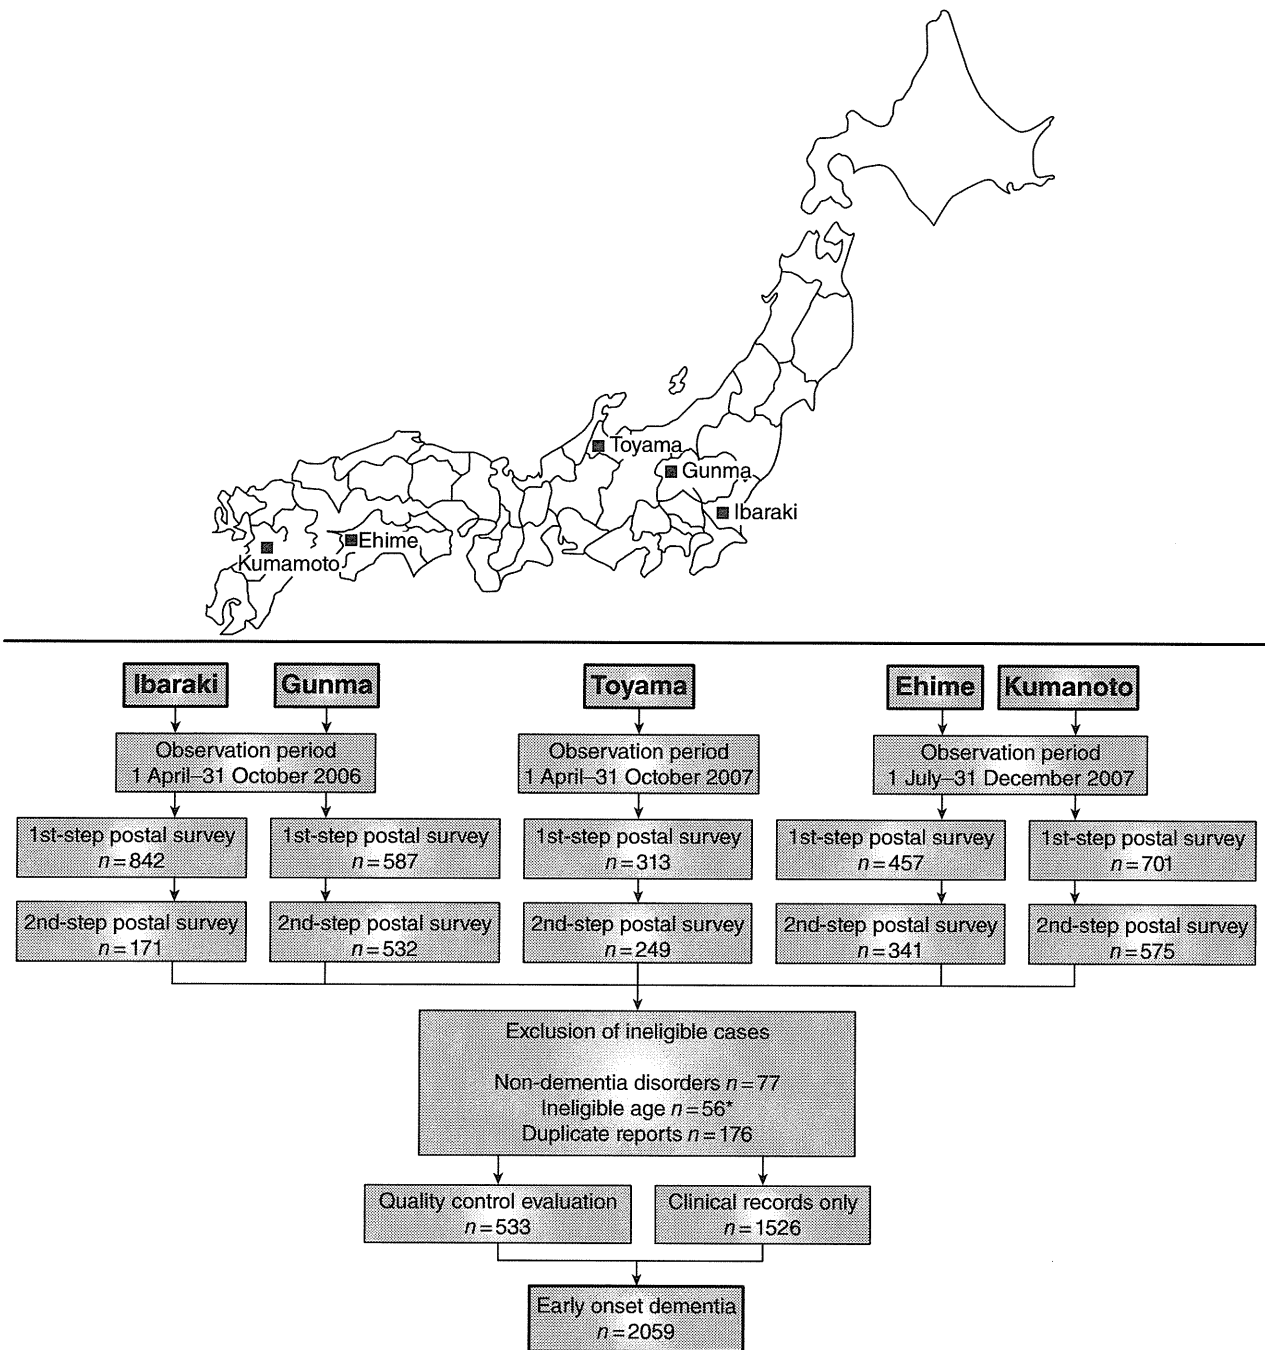 Toyama
Gunma
Ibaraki
Ehime
Kumamoto
Ibaraki
Gunma
Toyama
Ehime
Kumanoto
Observation period
1 April–31 October 2006
Observation period
1 April–31 October 2007
Observation period
1 July–31 December 2007
1st-step postal survey
n=842
1st-step postal survey
n=587
1st-step postal survey
n=313
1st-step postal survey
n=457
1st-step postal survey
n=701
2nd-step postal survey
n=171
2nd-step postal survey
n=532
2nd-step postal survey
n=249
2nd-step postal survey
n=341
2nd-step postal survey
n=575
Exclusion of ineligible cases
Non-dementia disorders n=77
Ineligible age n=56*
Duplicate reports n=176
Quality control evaluation
n=533
Clinical records only
n=1526
Early onset dementia
n=2059